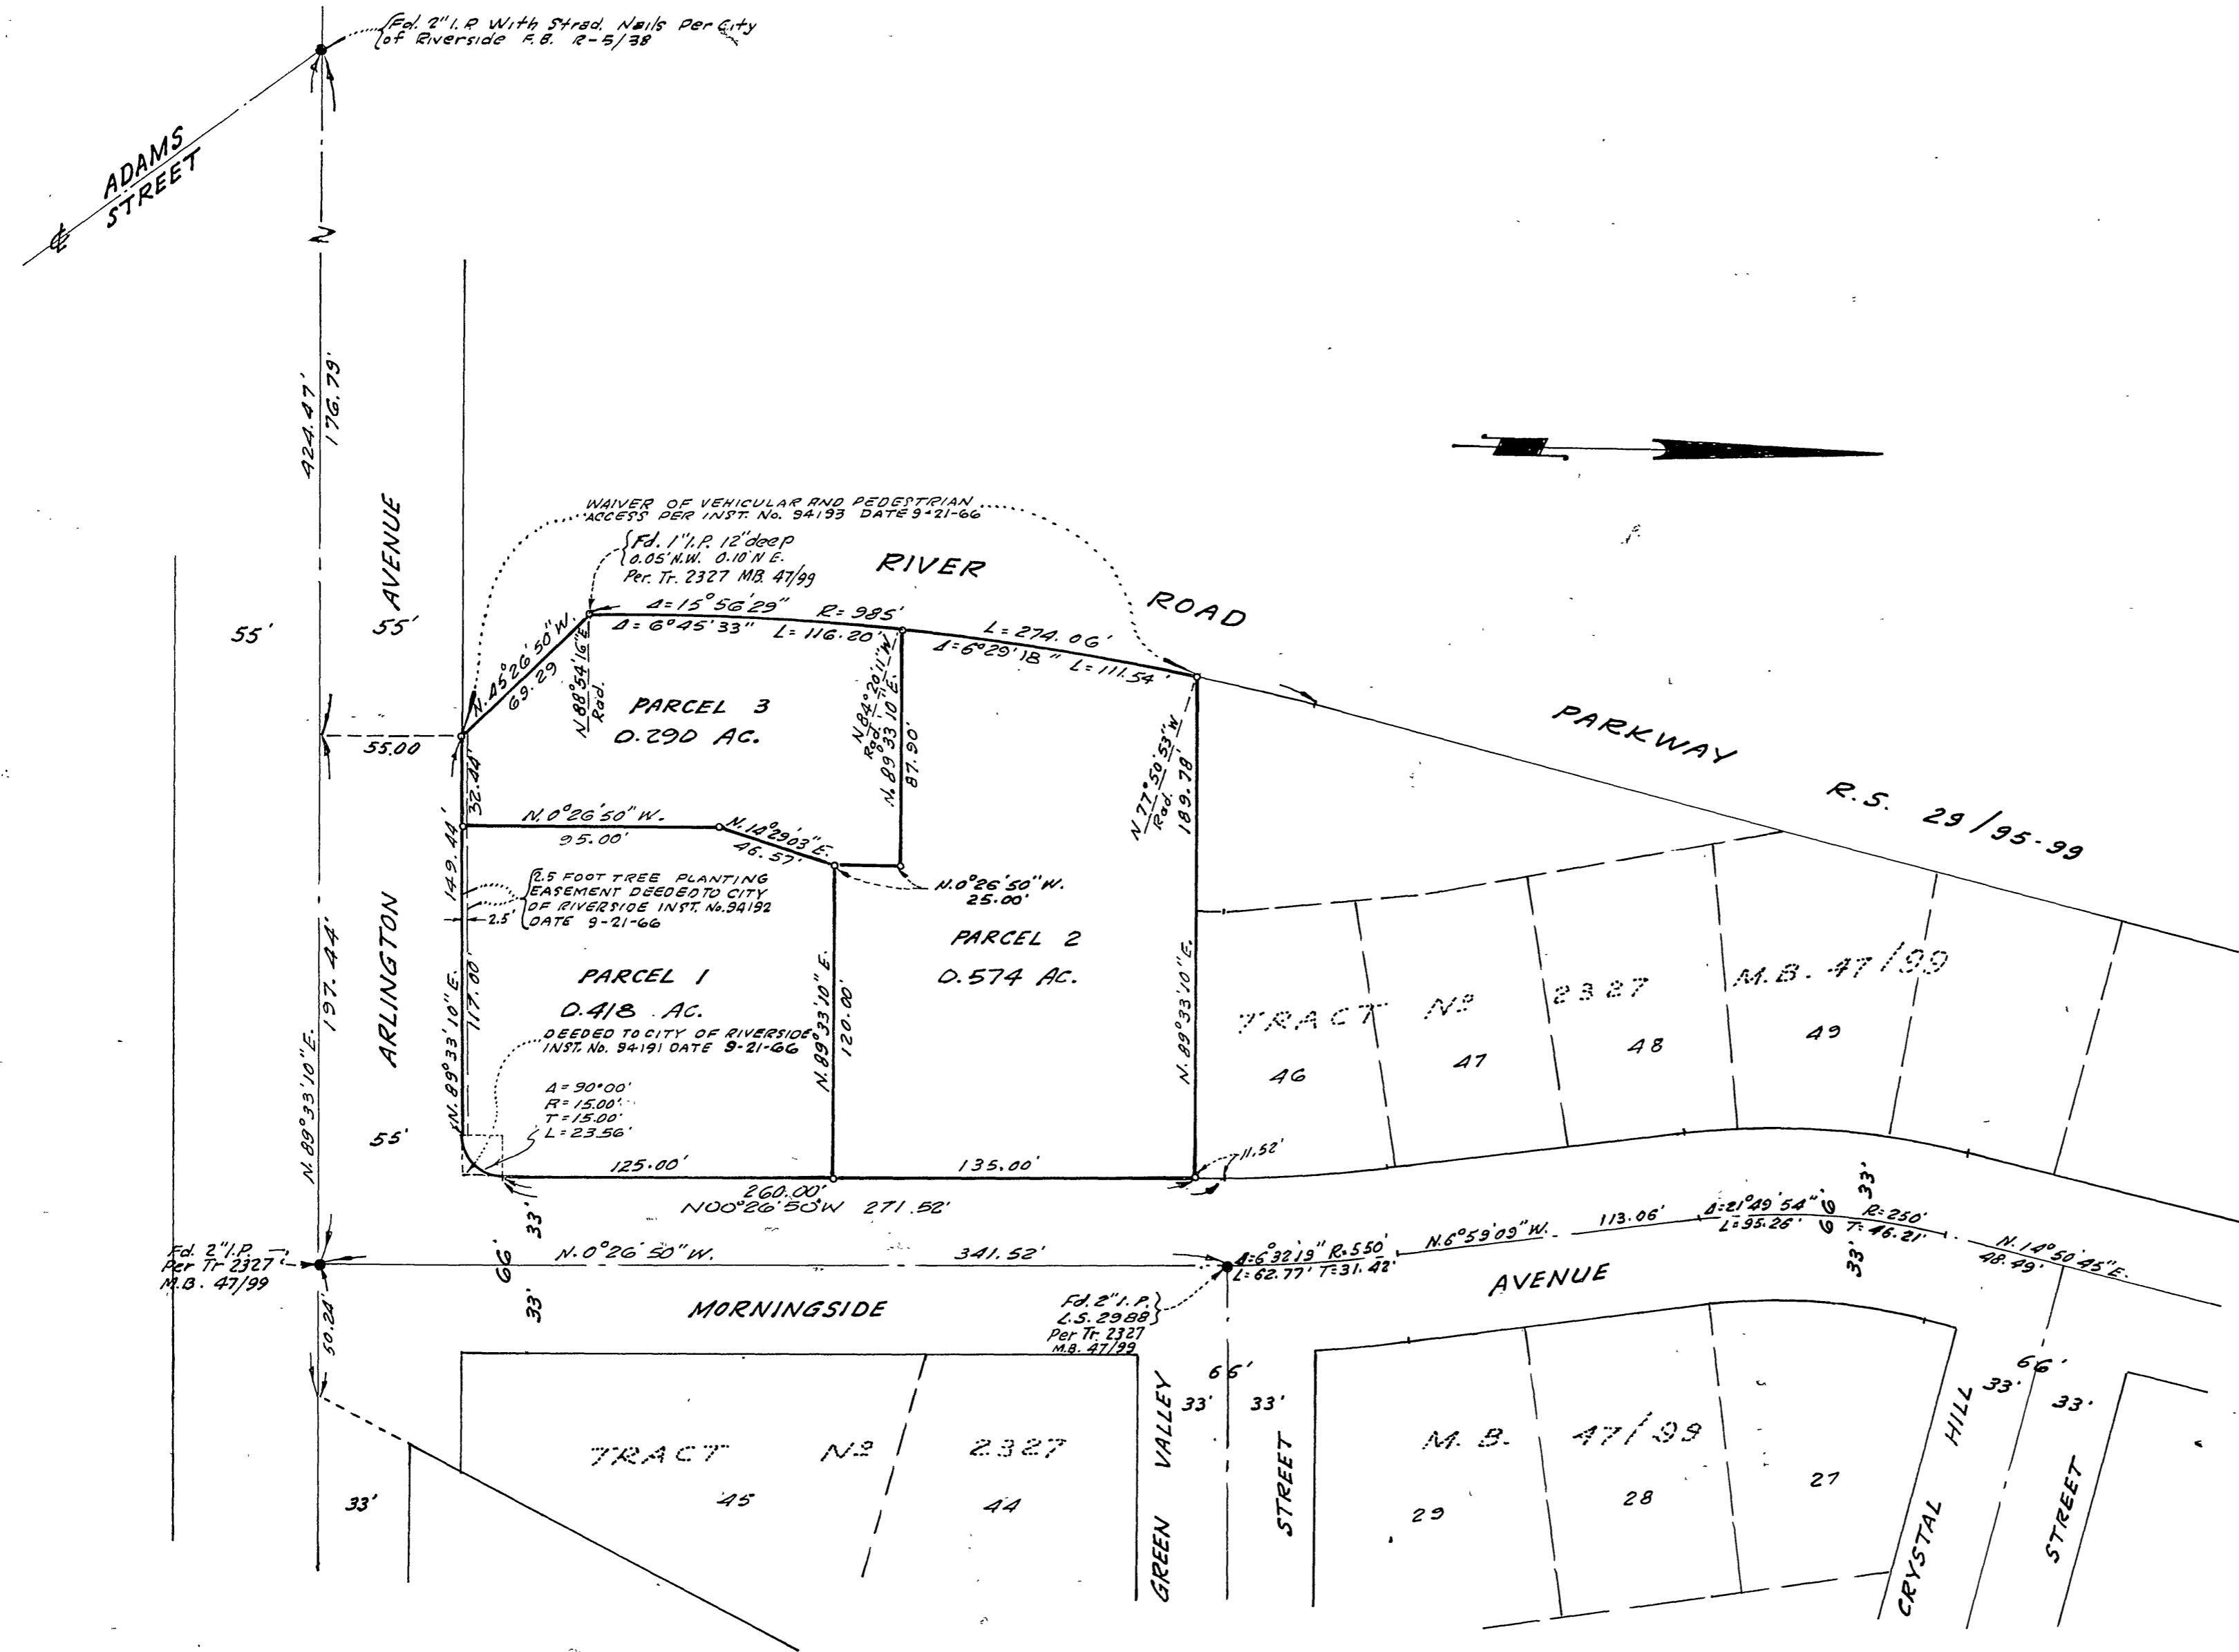 Fd. 2" I.P. With Strad. Nails Per City
of Riverside F.B. R-5/38
ADAMS
STREET
℄
N
424.47'
176.79'
AVENUE
55'
55'
WAIVER OF VEHICULAR AND PEDESTRIAN
ACCESS PER INST. No. 94193 DATE 9-21-66
Fd. 1" I.P. 12" deep
0.05' N.W. 0.10' N E.
Per. Tr. 2327 M.B. 47/99
RIVER
ROAD
PARKWAY
R.S. 29/95-99
Δ=15°56'29" R=985'
L=274.06'
Δ=6°45'33" L=116.20'
Δ=6°29'18" L=111.54'
N.45°26'50"W.
69.29
N 88°54'16"E
Rad.
PARCEL 3
0.290 AC.
N 84°20'11"W
Rad.
N.89°33'10"E.
87.90'
N 77°50'53"W
Rad.
189.78'
55.00
32.44'
N.0°26'50"W.
95.00'
N.14°29'03"E.
46.57'
N.0°26'50"W.
25.00'
149.44'
2.5 FOOT TREE PLANTING
EASEMENT DEEDED TO CITY
OF RIVERSIDE INST. No. 94192
DATE 9-21-66
2.5'
PARCEL 2
0.574 AC.
PARCEL 1
0.418 AC.
DEEDED TO CITY OF RIVERSIDE
INST. No. 94191 DATE 9-21-66
Δ=90°00'
R=15.00'
T=15.00'
L=23.56'
197.44'
N.89°33'10"E.
ARLINGTON
55'
N.89°33'10"E.
117.00'
N.89°33'10"E.
120.00'
N.89°33'10"E.
TRACT Nº 2327 M.B. 47/99
46
47
48
49
11.52'
125.00'
135.00'
260.00'
N00°26'50"W 271.52'
33'
66'
33'
N.0°26'50"W. 341.52'
Fd. 2" I.P.
Per Tr 2327
M.B. 47/99
50.24'
MORNINGSIDE
AVENUE
Fd. 2" I.P.
L.S. 2988
Per Tr. 2327
M.B. 47/99
Δ=6°32'19" R=550'
L=62.77' T=31.42'
N.6°59'09"W. 113.06'
Δ=21°49'54" R=250'
L=95.26' T=46.21'
33'
66'
33'
N.14°50'45"E.
48.49'
66'
33' 33'
66'
33' 33'
33'
TRACT Nº 2327
45
44
GREEN VALLEY
STREET
M.B. 47/99
29
28
27
CRYSTAL HILL
STREET